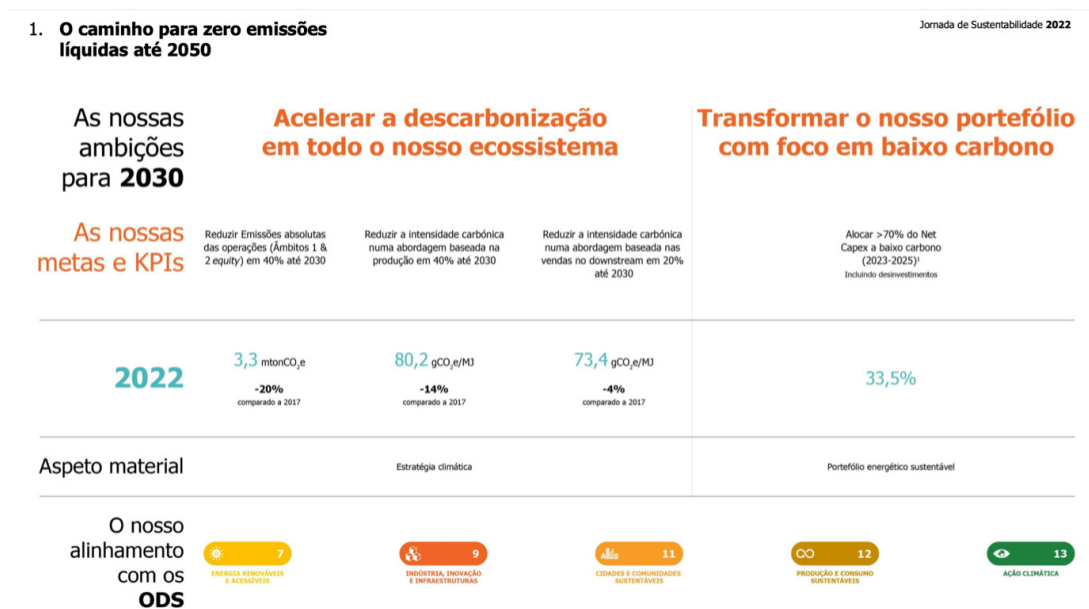 1. O caminho para zero emissões
líquidas até 2050
Jornada de Sustentabilidade 2022
As nossas
ambições
para 2030
Acelerar a descarbonização
em todo o nosso ecossistema
Transformar o nosso portefólio
com foco em baixo carbono
As nossas
metas e KPIs
Reduzir Emissões absolutas
das operações (Âmbitos 1 &
2 equity) em 40% até 2030
Reduzir a intensidade carbónica
numa abordagem baseada na
produção em 40% até 2030
Reduzir a intensidade carbónica
numa abordagem baseada nas
vendas no downstream em 20%
até 2030
Alocar >70% do Net
Capex a baixo carbono
(2023-2025)¹
Incluindo desinvestimentos
2022
3,3 mtonCO₂e
-20%
comparado a 2017
80,2 gCO₂e/MJ
-14%
comparado a 2017
73,4 gCO₂e/MJ
-4%
comparado a 2017
33,5%
Aspeto material
Estratégia climática
Portefólio energético sustentável
O nosso
alinhamento
com os
ODS
7
ENERGIA RENOVÁVEIS
E ACESSÍVEIS
9
INDÚSTRIA, INOVAÇÃO
E INFRAESTRUTURAS
11
CIDADES E COMUNIDADES
SUSTENTÁVEIS
12
PRODUÇÃO E CONSUMO
SUSTENTÁVEIS
13
AÇÃO CLIMÁTICA